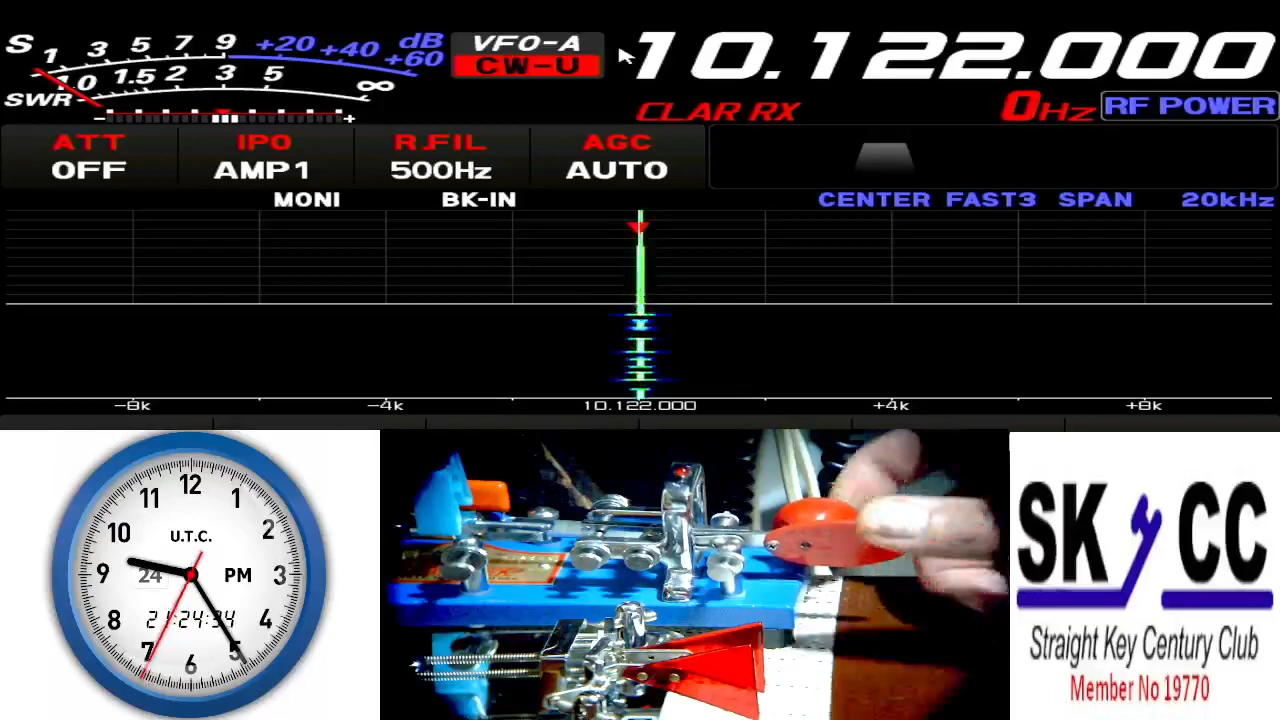 S 1 3 5 7 9 +20 +40 +60 dB
1.0 1.5 2 3 5 ∞
SWR
− +
VFO-A
CW-U
10.122.000
CLAR RX 0Hz RF POWER
ATT IPO R.FIL AGC
OFF AMP1 500Hz AUTO
MONI BK-IN CENTER FAST3 SPAN 20kHz
-8k -4k 10.122.000 +4k +8k
12
11 1
10 2
U.T.C.
9 24 PM 3
21:24:34
8 4
7 5
6
SK CC
Straight Key Century Club
Member No 19770